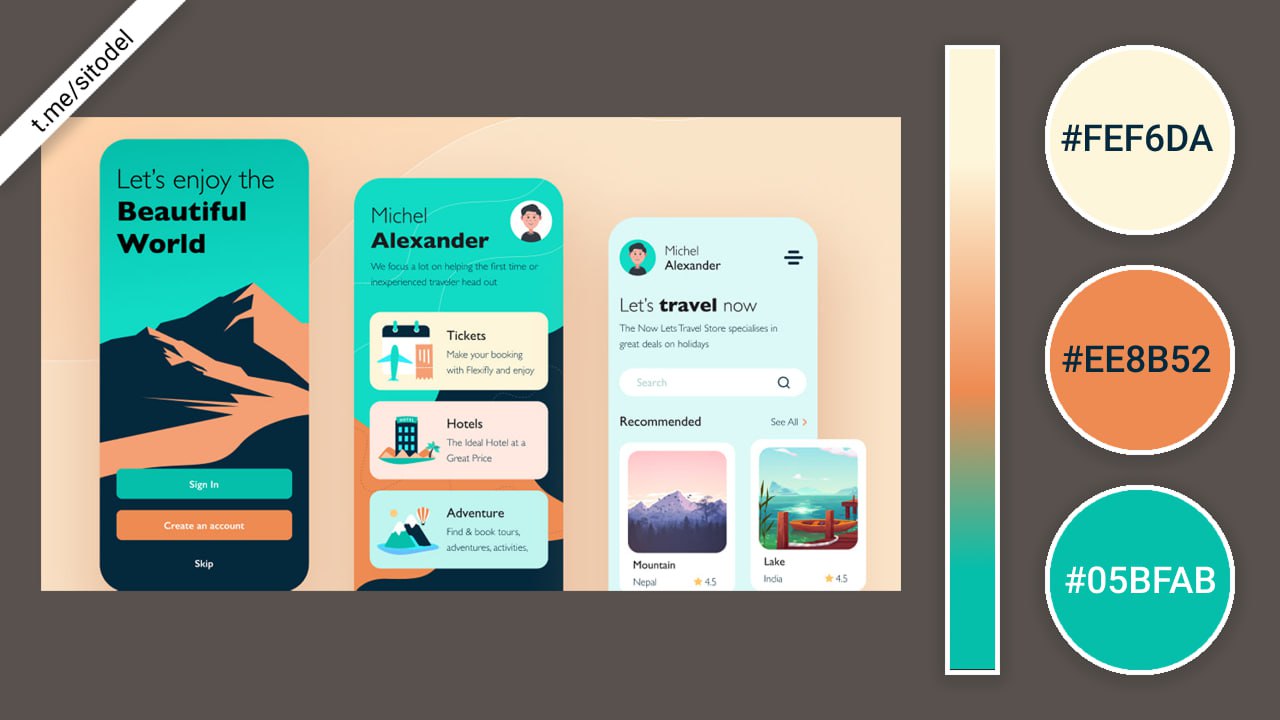 t.me/sitodel
Let's enjoy the
Beautiful
World
Sign In
Create an account
Skip
Michel
Alexander
We focus a lot on helping the first time or
inexperienced traveler head out
Tickets
Make your booking
with Flexifly and enjoy
HOTEL
Hotels
The Ideal Hotel at a
Great Price
Adventure
Find & book tours,
adventures, activities,
Michel
Alexander
Let's travel now
The Now Lets Travel Store specialises in
great deals on holidays
Search
Recommended
See All
Mountain
Nepal
4.5
Lake
India
4.5
#FEF6DA
#EE8B52
#05BFAB